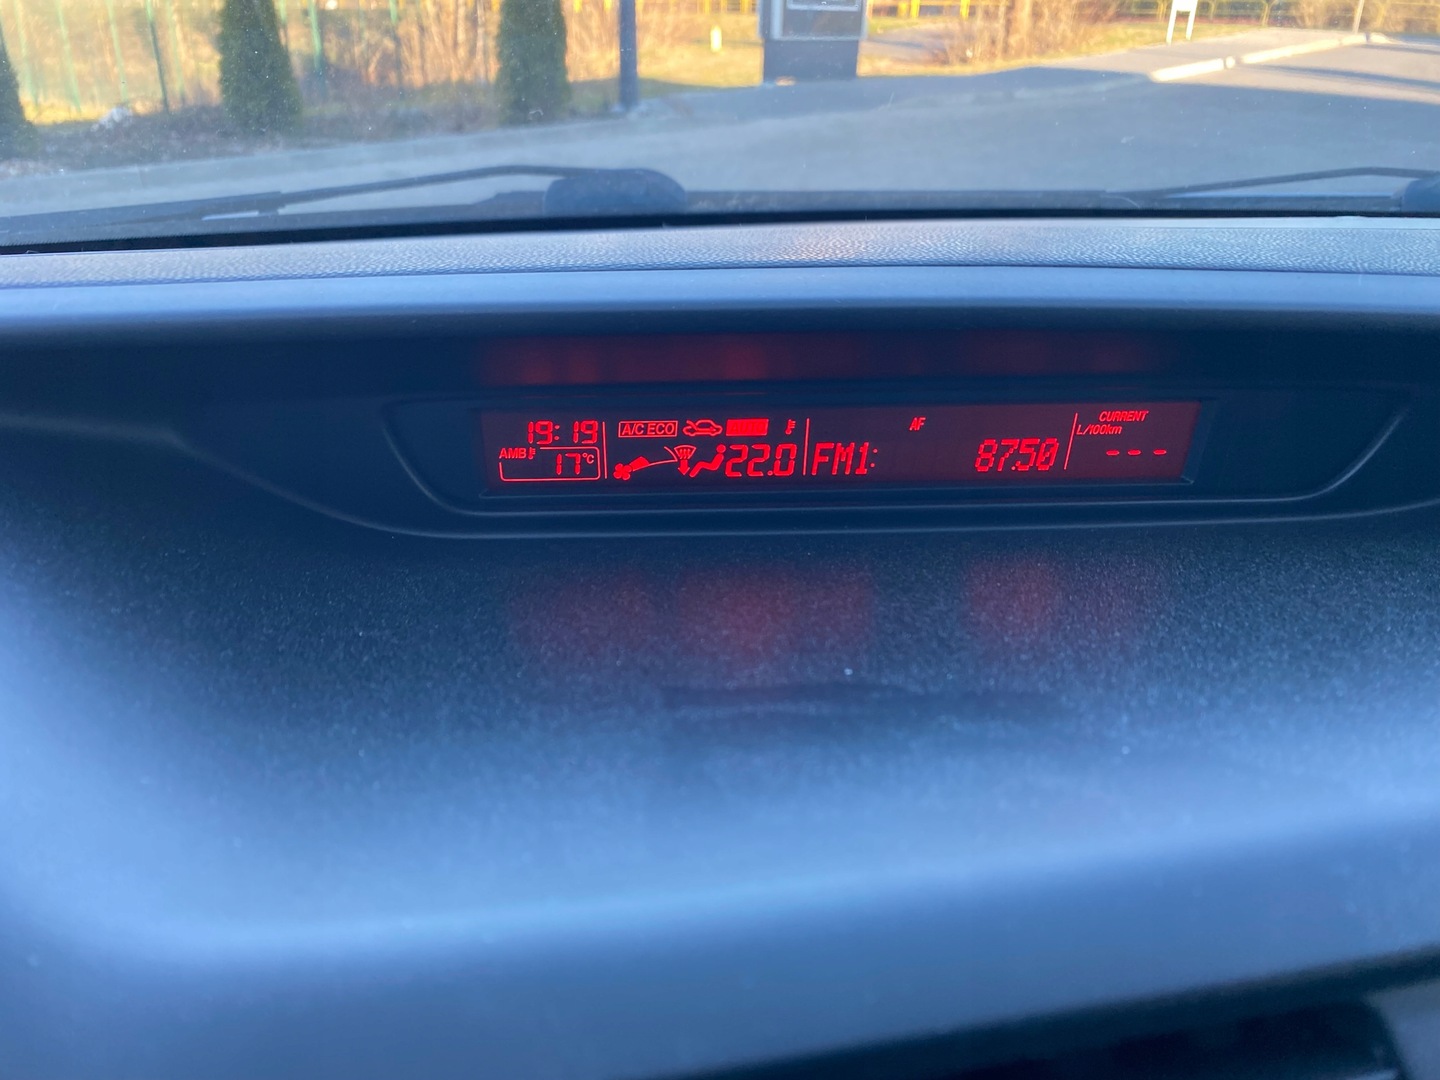 19:19 A/C ECO AF CURRENT
L/100km
AMB 17°C 22.0 FM1: 87.50 ---